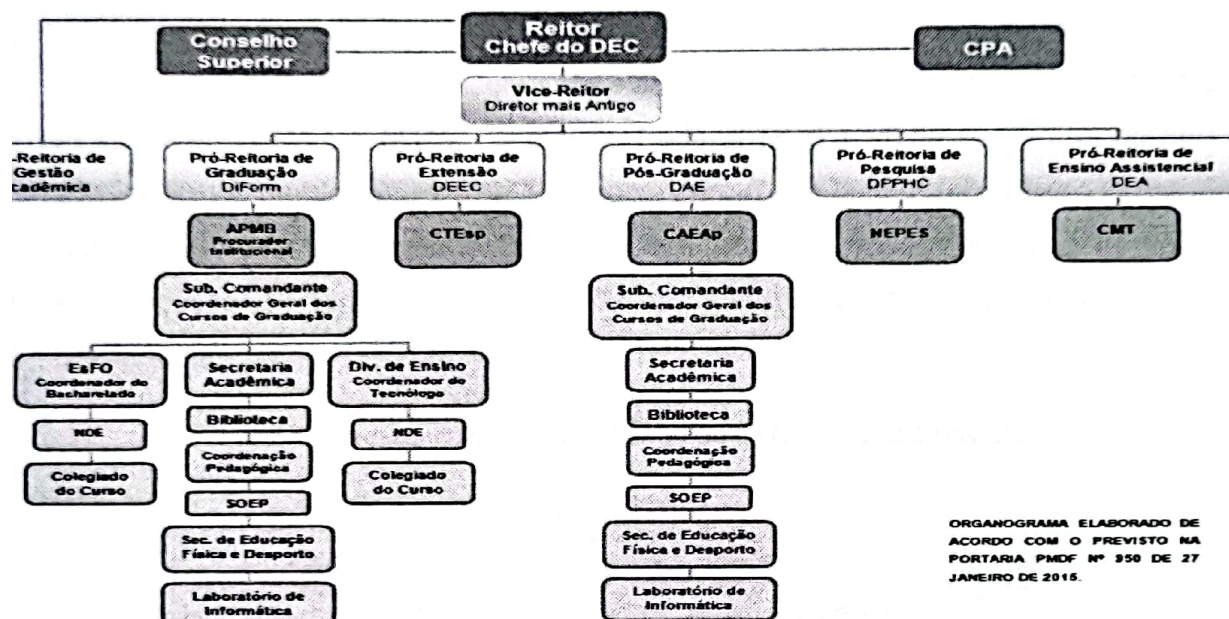 Reitor
Chefe do DEC
Conselho
Superior
CPA
Vice-Reitor
Diretor mais Antigo
-Reitoria de
Gestão
cadêmica
Pró-Reitoria de
Graduação
DiForm
Pró-Reitoria de
Extensão
DEEC
Pró-Reitoria de
Pós-Graduação
DAE
Pró-Reitoria de
Pesquisa
DPPHC
Pró-Reitoria de
Ensino Assistencial
DEA
APMB
Procurador
Institucional
CTEsp
CAEAp
NEPES
CMT
Sub. Comandante
Coordenador Geral dos
Cursos de Graduação
Sub. Comandante
Coordenador Geral dos
Cursos de Graduação
EsFO
Coordenador do
Bacharelado
Secretaria
Acadêmica
Div. de Ensino
Coordenador do
Tecnólogo
Secretaria
Acadêmica
NDE
Biblioteca
NDE
Biblioteca
Colegiado
do Curso
Coordenação
Pedagógica
Colegiado
do Curso
Coordenação
Pedagógica
SOEP
SOEP
Sec. de Educação
Física e Desporto
Sec. de Educação
Física e Desporto
Laboratório de
Informática
Laboratório de
Informática
ORGANOGRAMA ELABORADO DE
ACORDO COM O PREVISTO NA
PORTARIA PMDF Nº 950 DE 27
JANEIRO DE 2015.